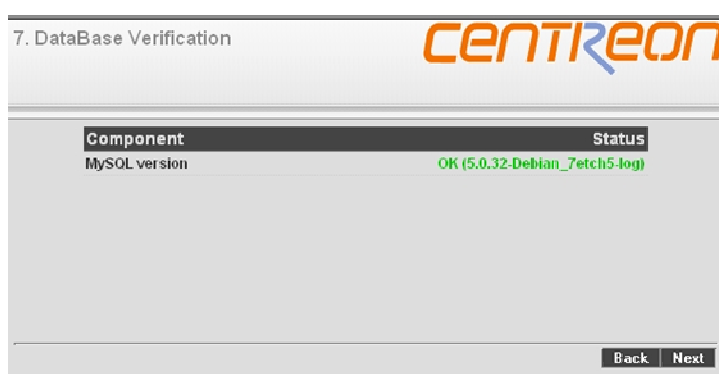 7. DataBase Verification
CENTREON
Component Status
MySQL version OK (5.0.32-Debian_7etch5-log)
Back Next